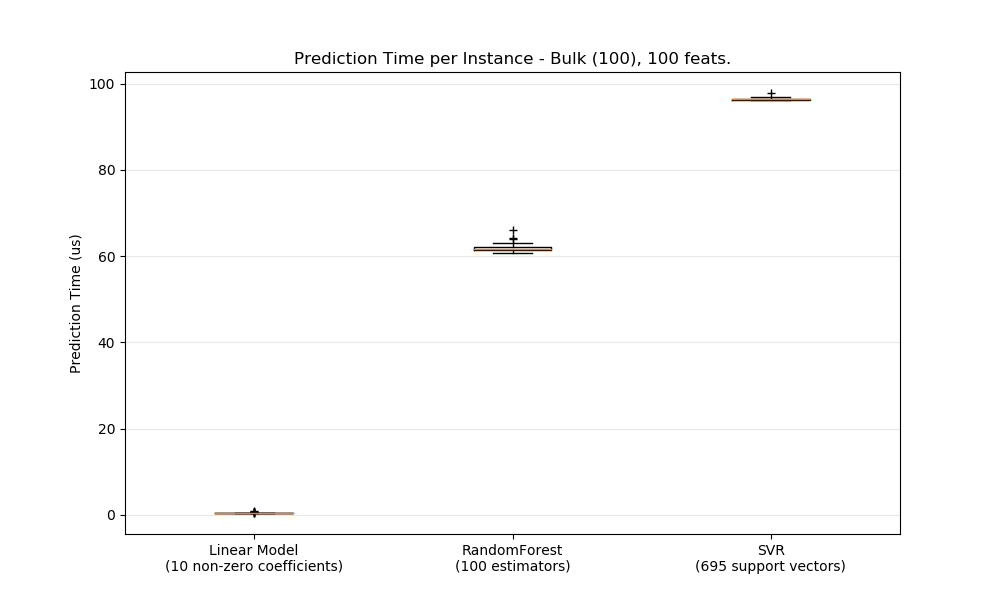 Prediction Time per Instance - Bulk (100), 100 feats.
100
80
60
40
20
0
Prediction Time (us)
Linear Model
(10 non-zero coefficients)
RandomForest
(100 estimators)
SVR
(695 support vectors)